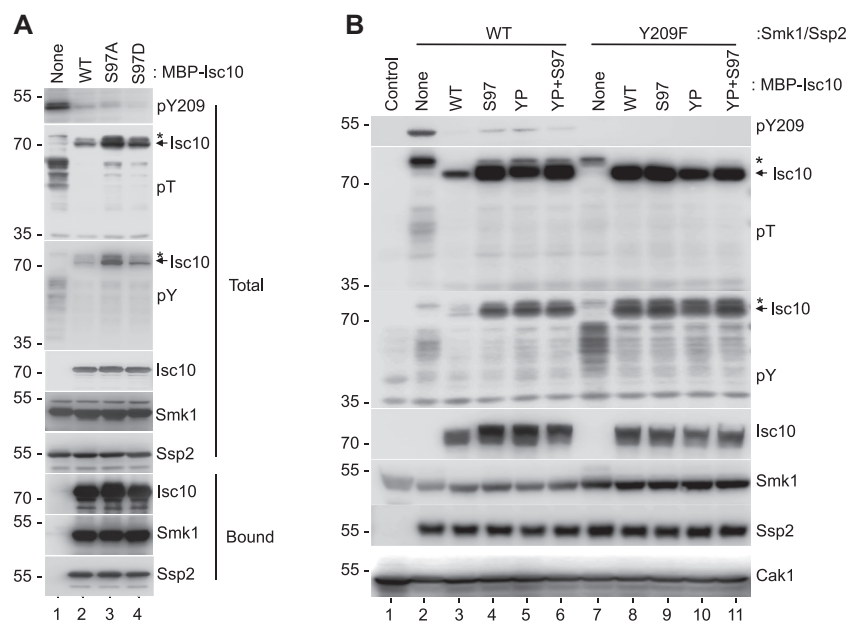 A
None
WT
S97A
S97D
: MBP-Isc10
55
pY209
70
*
Isc10
pT
35
*
70
Isc10
pY
35
70
Isc10
55
Smk1
55
Ssp2
Total
70
Isc10
55
Smk1
55
Ssp2
Bound
1 2 3 4
B
WT
Y209F
:Smk1/Ssp2
Control
None
WT
S97
YP
YP+S97
None
WT
S97
YP
YP+S97
: MBP-Isc10
55
pY209
*
70
Isc10
pT
35
*
70
Isc10
pY
35
70
Isc10
55
Smk1
55
Ssp2
55
Cak1
1 2 3 4 5 6 7 8 9 10 11